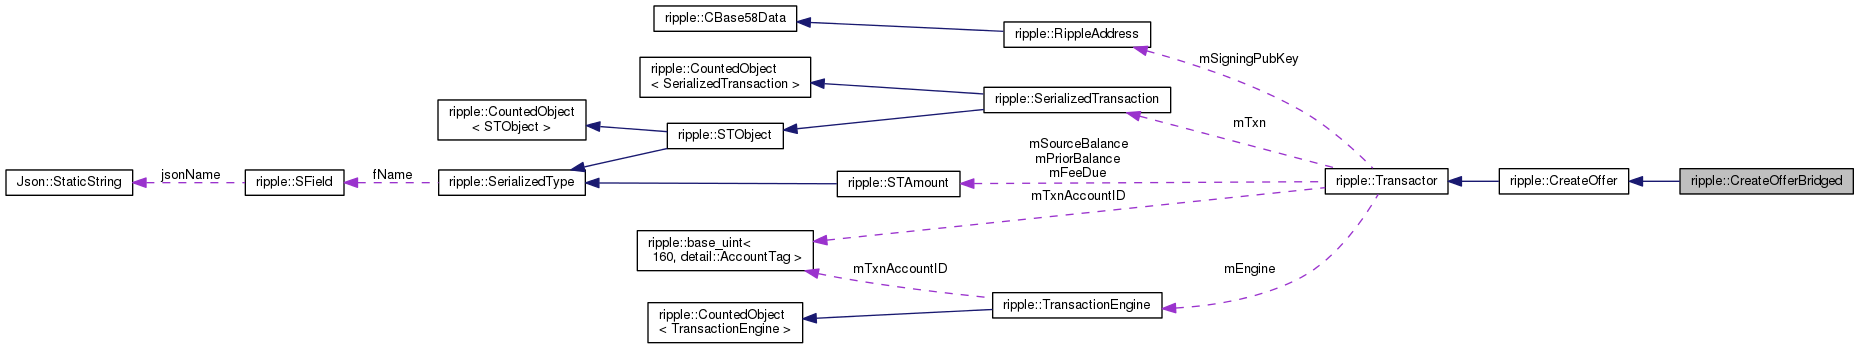 ripple::CBase58Data
ripple::RippleAddress
mSigningPubKey
ripple::CountedObject
< SerializedTransaction >
ripple::SerializedTransaction
ripple::CountedObject
< STObject >
ripple::STObject
mTxn
mSourceBalance
mPriorBalance
mFeeDue
Json::StaticString
jsonName
ripple::SField
fName
ripple::SerializedType
ripple::STAmount
ripple::Transactor
ripple::CreateOffer
ripple::CreateOfferBridged
mTxnAccountID
ripple::base_uint<
160, detail::AccountTag >
mTxnAccountID
mEngine
ripple::TransactionEngine
ripple::CountedObject
< TransactionEngine >